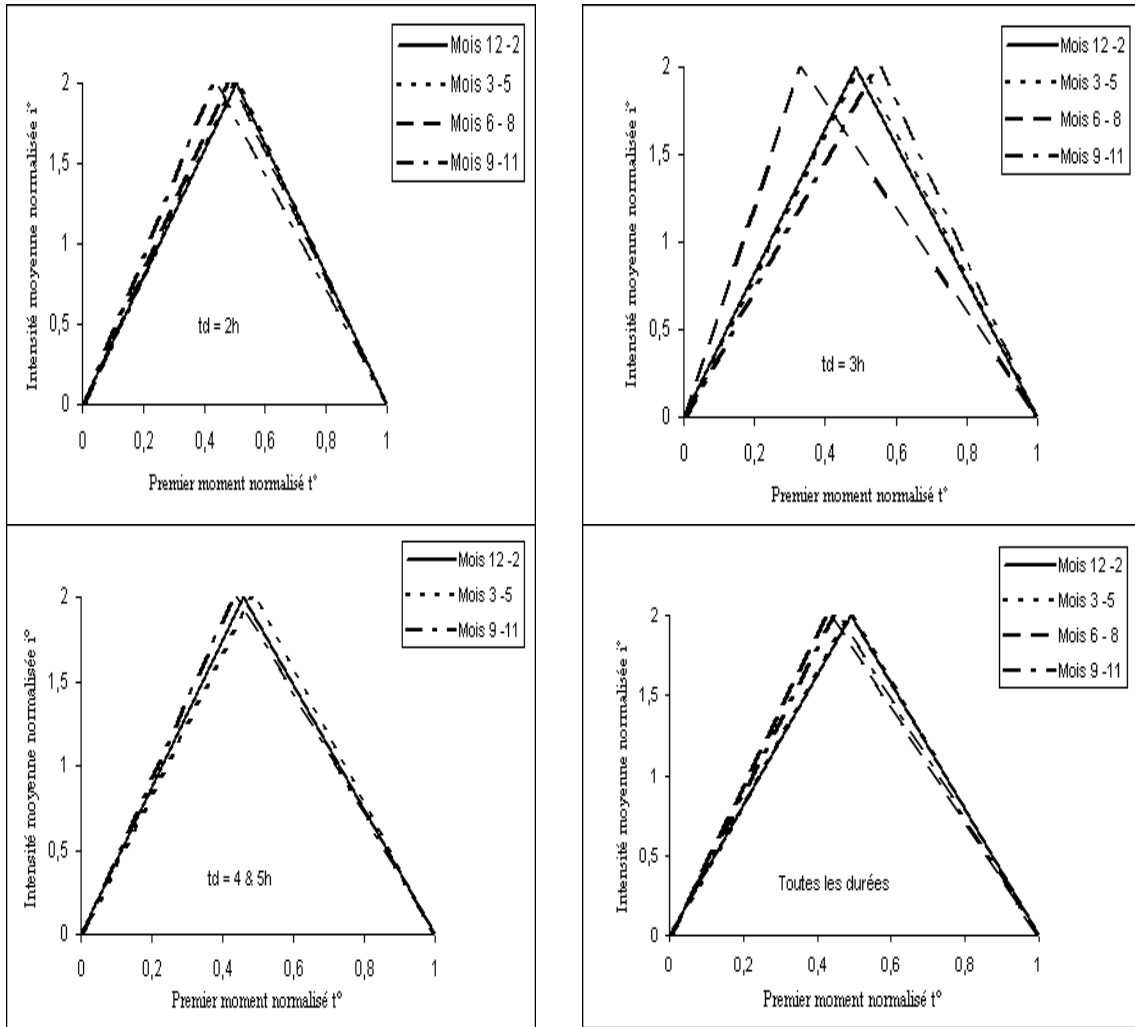 Mois 12 -2
Mois 3 -5
Mois 6 - 8
Mois 9 -11
Intensité moyenne normalisée i°
2
1,5
1
0,5
0
td = 2h
0
0,2
0,4
0,6
0,8
1
Premier moment normalisé t°
Mois 12 -2
Mois 3 -5
Mois 6 - 8
Mois 9 -11
Intensité moyenne normalisée i°
2
1,5
1
0,5
0
td = 3h
0
0,2
0,4
0,6
0,8
1
Premier moment normalisé t°
Mois 12 -2
Mois 3 -5
Mois 9 -11
Intensité moyenne normalisée i°
2
1,5
1
0,5
0
td = 4 & 5h
0
0,2
0,4
0,6
0,8
1
Premier moment normalisé t°
Mois 12 -2
Mois 3 -5
Mois 6 - 8
Mois 9 -11
Intensité moyenne normalisée i°
2
1,5
1
0,5
0
Toutes les durées
0
0,2
0,4
0,6
0,8
1
Premier moment normalisé t°